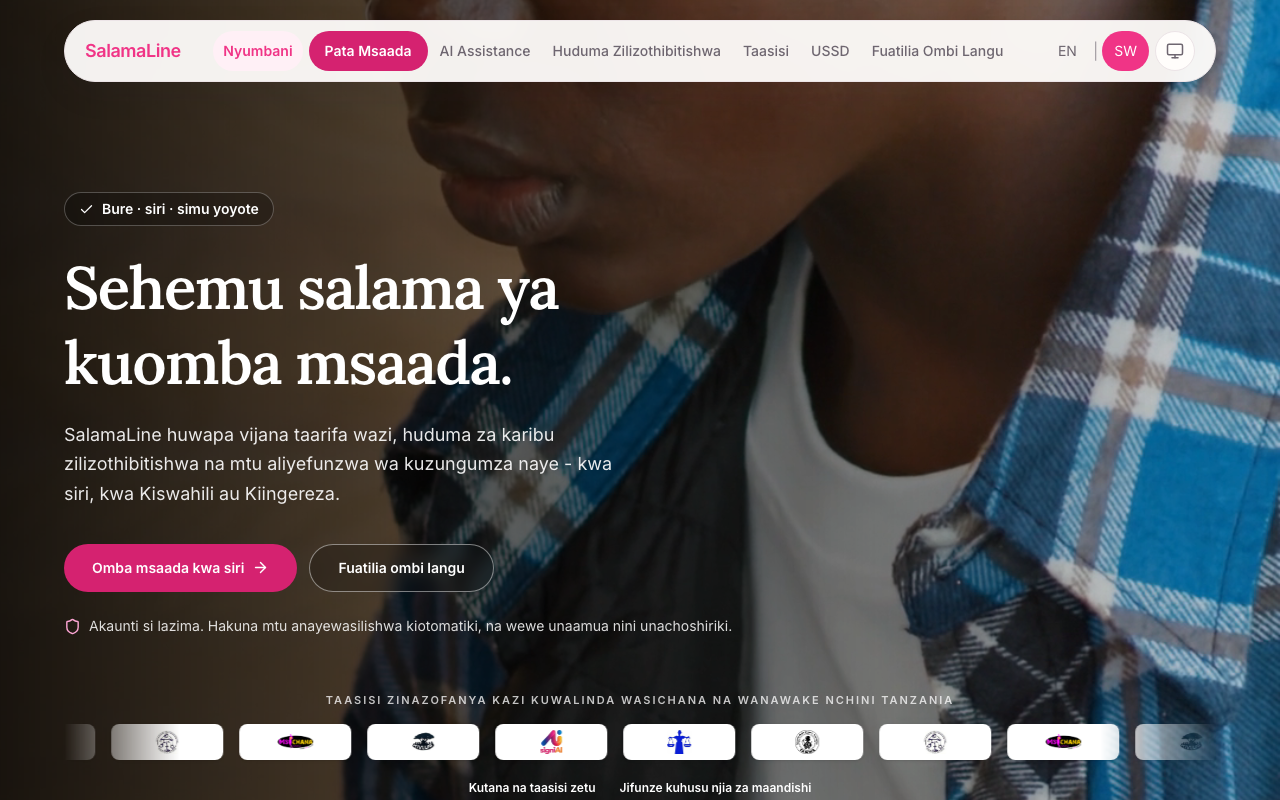 SalamaLine
Nyumbani
Pata Msaada
AI Assistance
Huduma Zilizothibitishwa
Taasisi
USSD
Fuatilia Ombi Langu
EN
SW
Bure · siri · simu yoyote
Sehemu salama ya
kuomba msaada.
SalamaLine huwapa vijana taarifa wazi, huduma za karibu
zilizothibitishwa na mtu aliyefunzwa wa kuzungumza naye - kwa
siri, kwa Kiswahili au Kiingereza.
Omba msaada kwa siri
Fuatilia ombi langu
Akaunti si lazima. Hakuna mtu anayewasilishwa kiotomatiki, na wewe unaamua nini unachoshiriki.
TAASISI ZINAZOFANYA KAZI KUWALINDA WASICHANA NA WANAWAKE NCHINI TANZANIA
signAI
Kutana na taasisi zetu
Jifunze kuhusu njia za maandishi